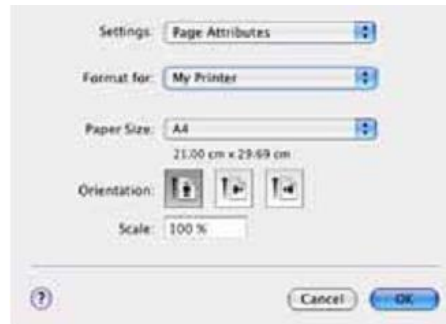 Settings: Page Attributes
Format for: My Printer
Paper Size: A4
21.00 cm x 29.69 cm
Orientation:
Scale: 100 %
? Cancel OK